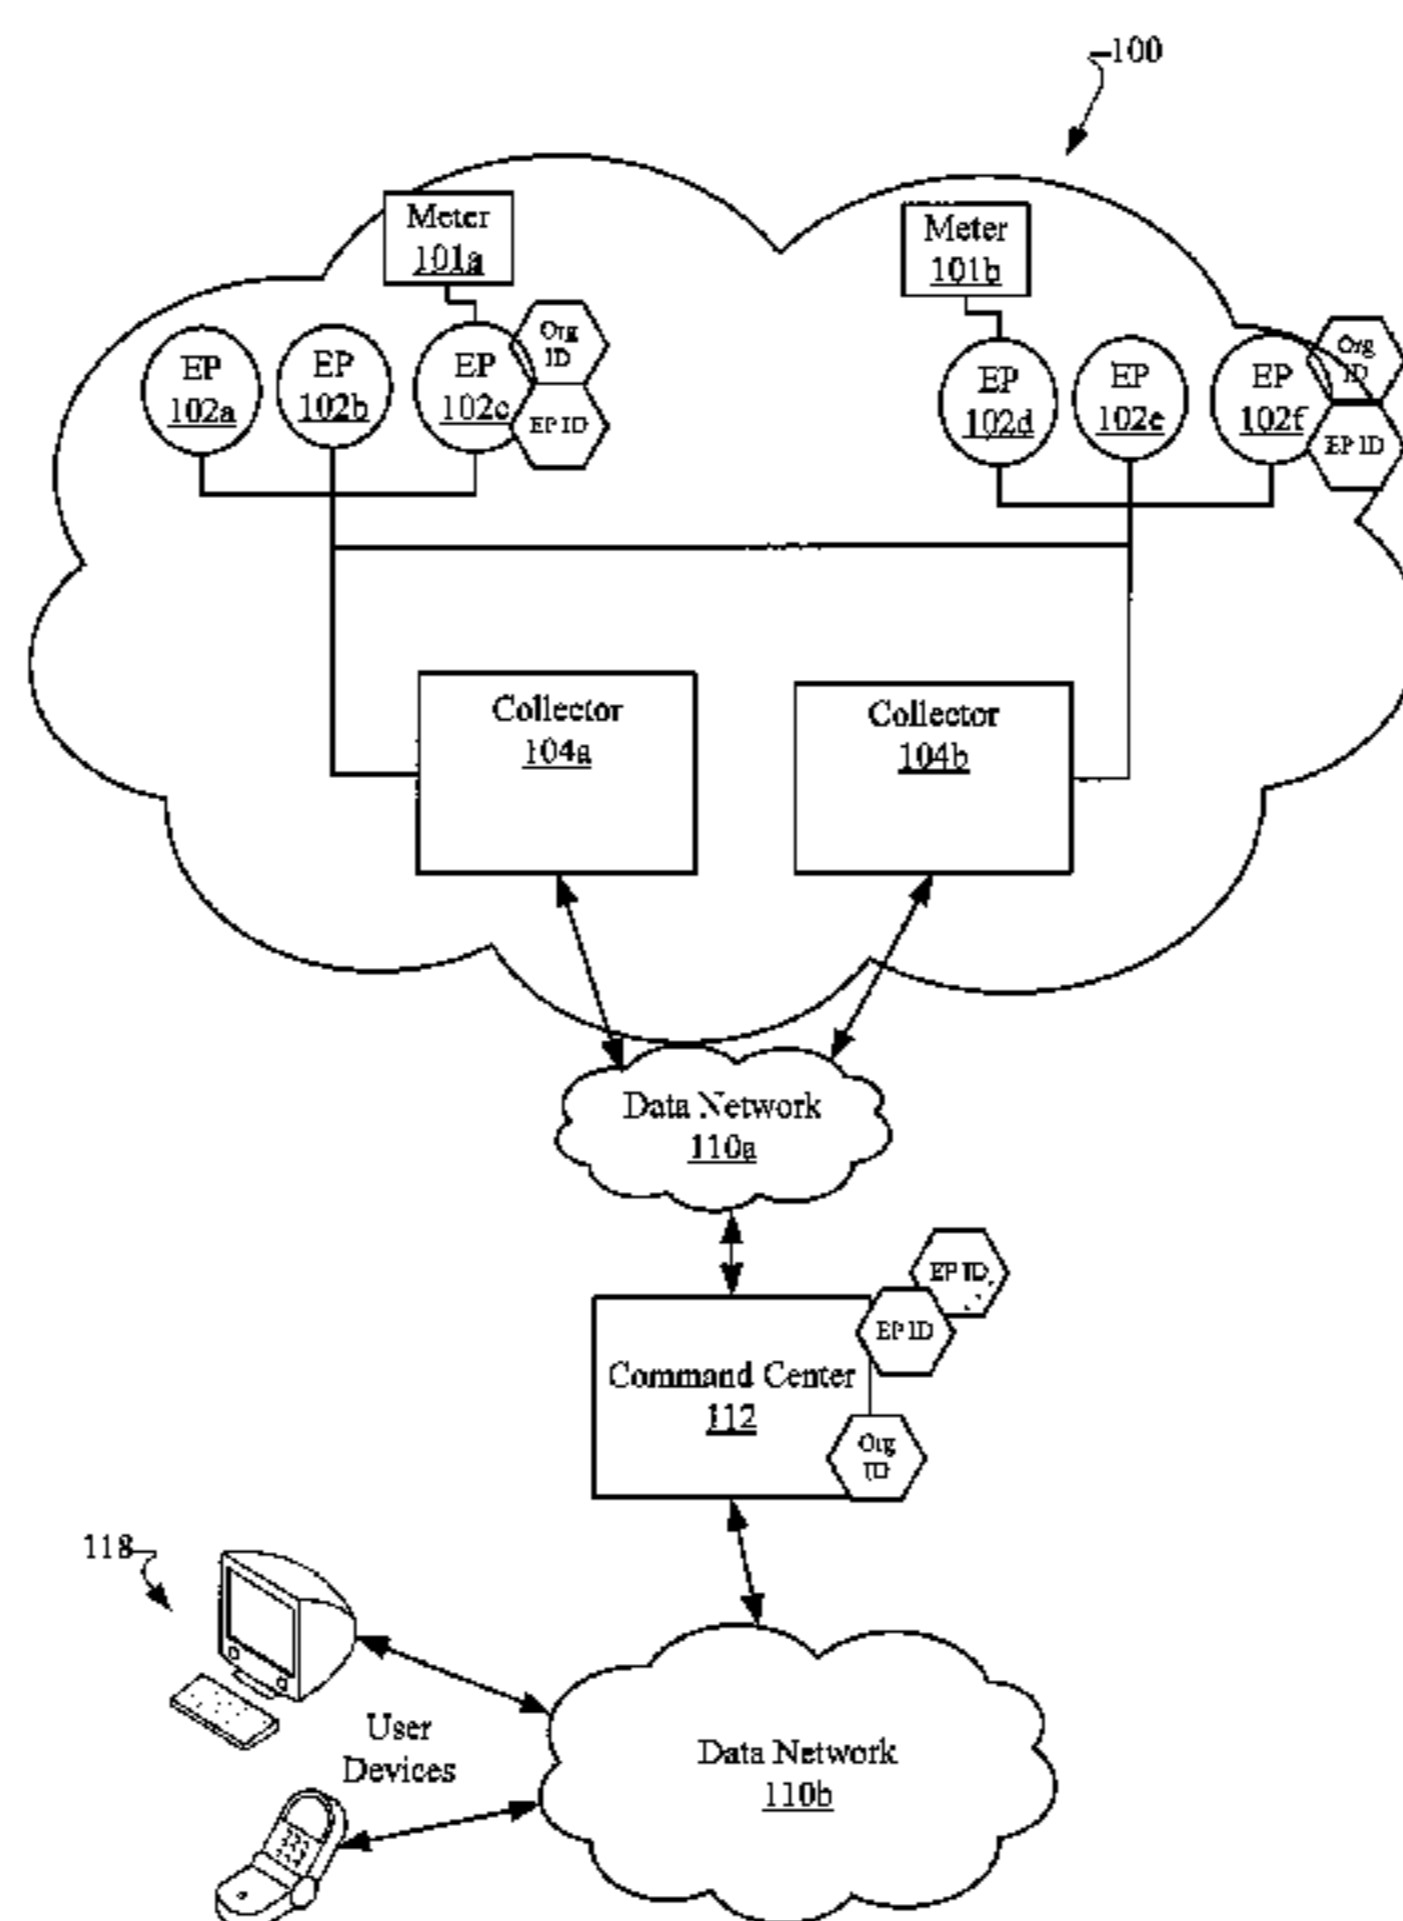 100
Meter
101a
Meter
101b
EP
102a
EP
102b
EP
102c
Org
ID
EP ID
EP
102d
EP
102e
EP
102f
Org
ID
EP ID
Collector
104a
Collector
104b
Data Network
110a
EP ID
EP ID
Command Center
112
Org
ID
118
User
Devices
Data Network
110b